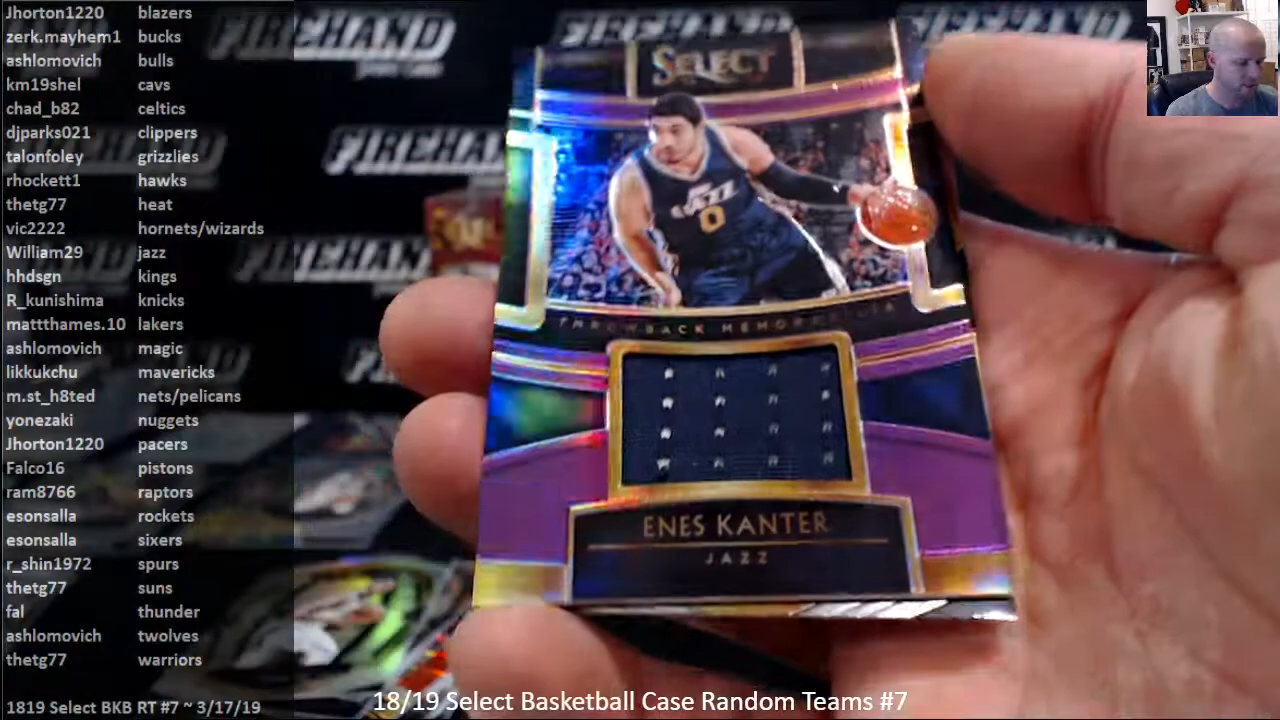 Jhorton1220 blazers
zerk.mayhem1 bucks
ashlomovich bulls
km19shel cavs
chad_b82 celtics
djparks021 clippers
talonfoley grizzlies
rhockett1 hawks
thetg77 heat
vic2222 hornets/wizards
William29 jazz
hhdsgn kings
R_kunishima knicks
mattthames.10 lakers
ashlomovich magic
likkukchu mavericks
m.st_h8ted nets/pelicans
yonezaki nuggets
Jhorton1220 pacers
Falco16 pistons
ram8766 raptors
esonsalla rockets
esonsalla sixers
r_shin1972 spurs
thetg77 suns
fal thunder
ashlomovich twolves
thetg77 warriors
1819 Select BKB RT #7 ~ 3/17/19
FIREHAND
FIREHAND
SELECT
JAZZ
0
THROWBACK MEMORABILIA
ENES KANTER
JAZZ
18/19 Select Basketball Case Random Teams #7